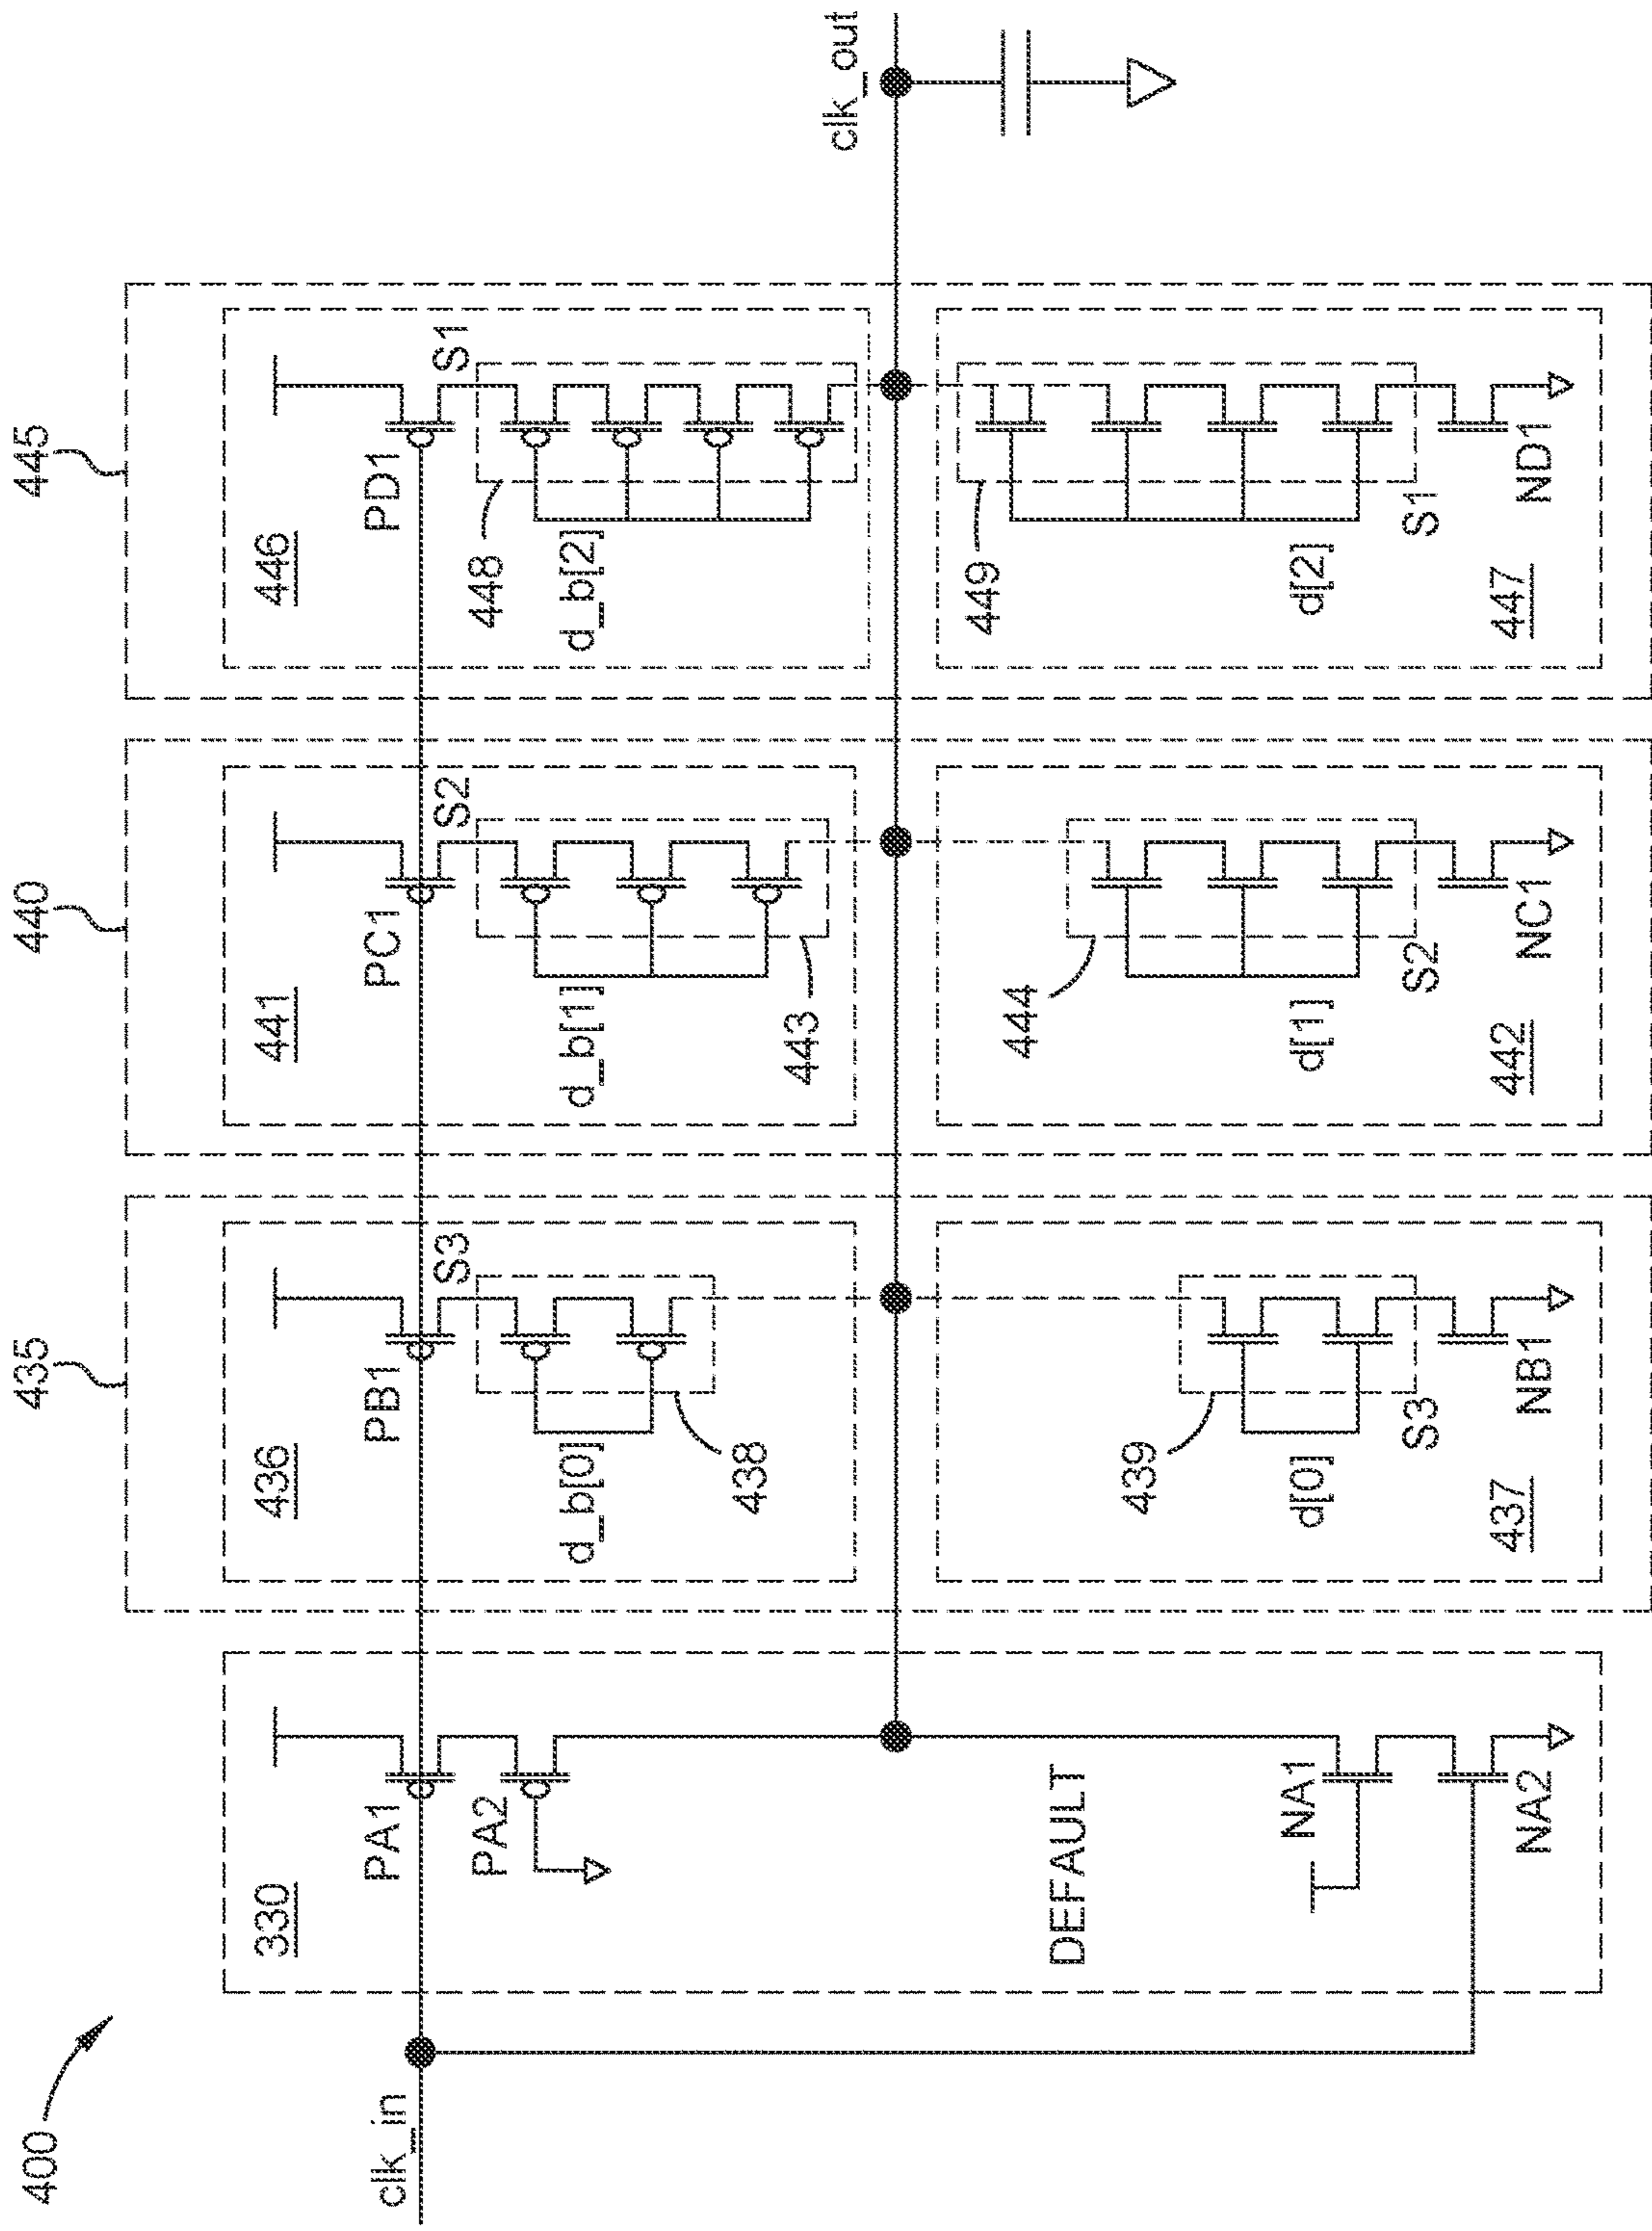 400
435
440
445
330
436
441
446
clk_in
PA1
PB1
PC1
PD1
PA2
S3
S2
S1
d_b[0]
d_b[1]
d_b[2]
438
443
448
clk_out
DEFAULT
439
444
449
NA1
d[0]
d[1]
d[2]
S3
S2
S1
NA2
NB1
NC1
ND1
437
442
447